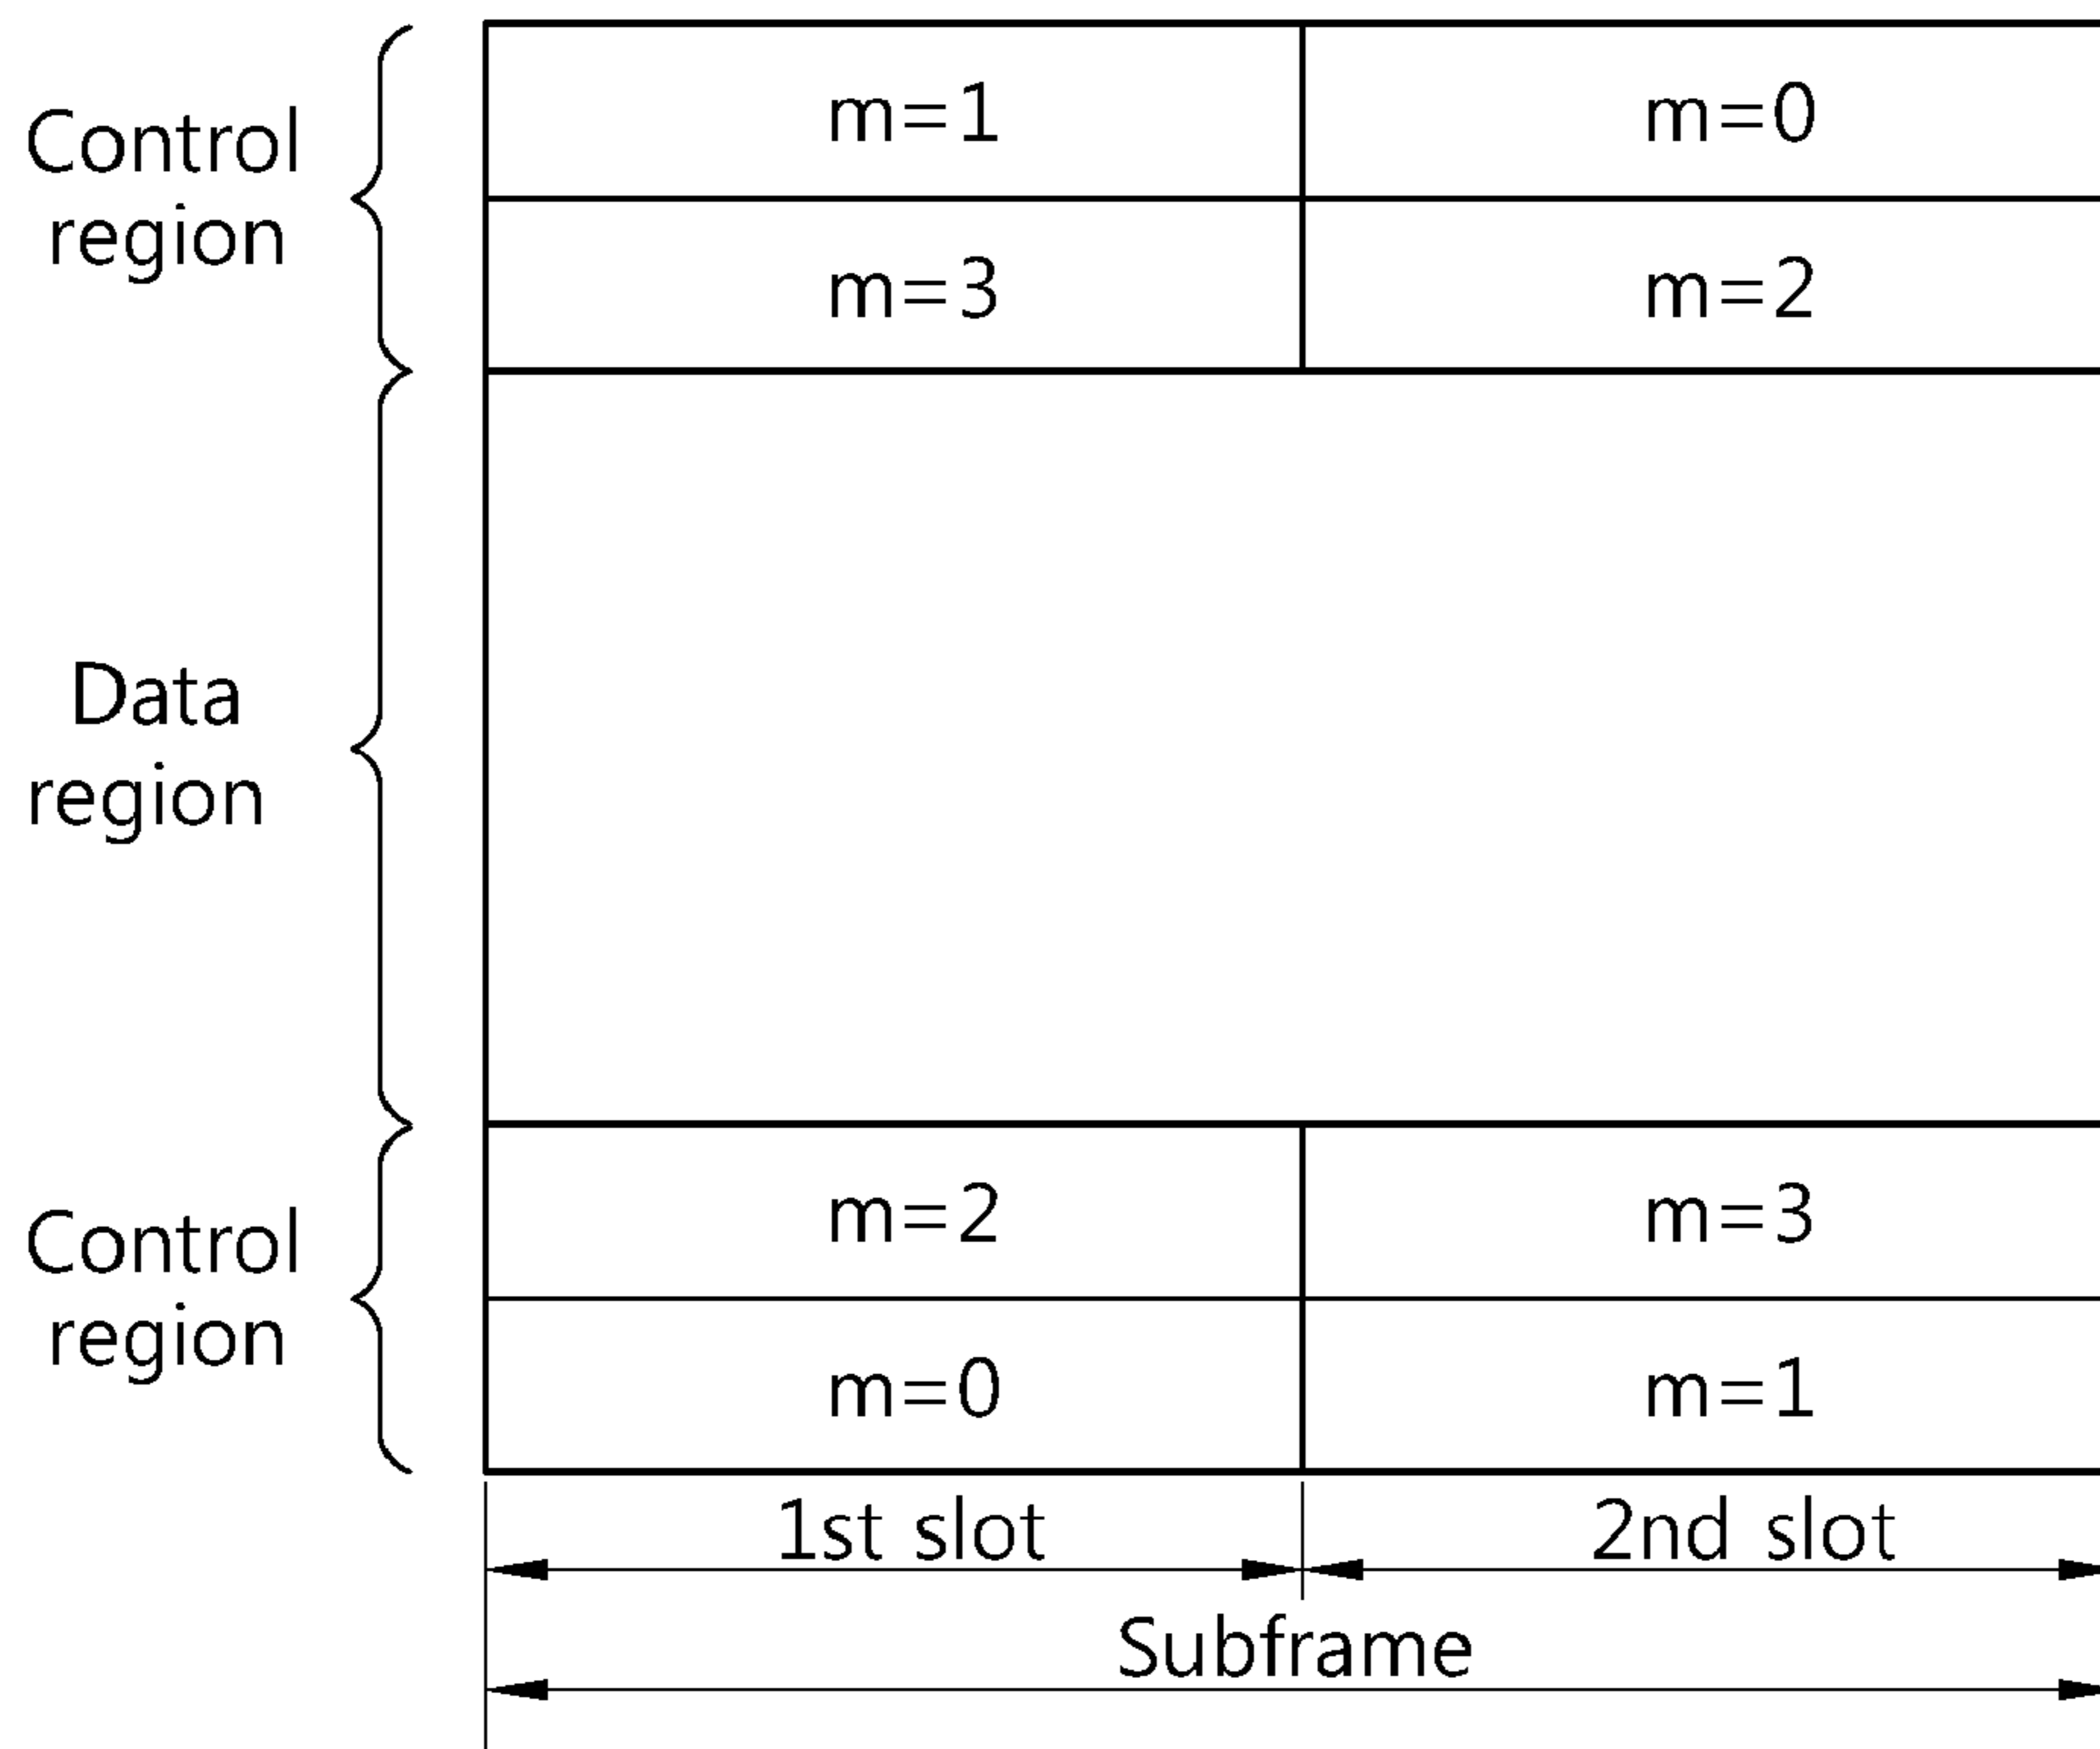 Control
region
m=1
m=0
m=3
m=2
Data
region
Control
region
m=2
m=3
m=0
m=1
1st slot
2nd slot
Subframe